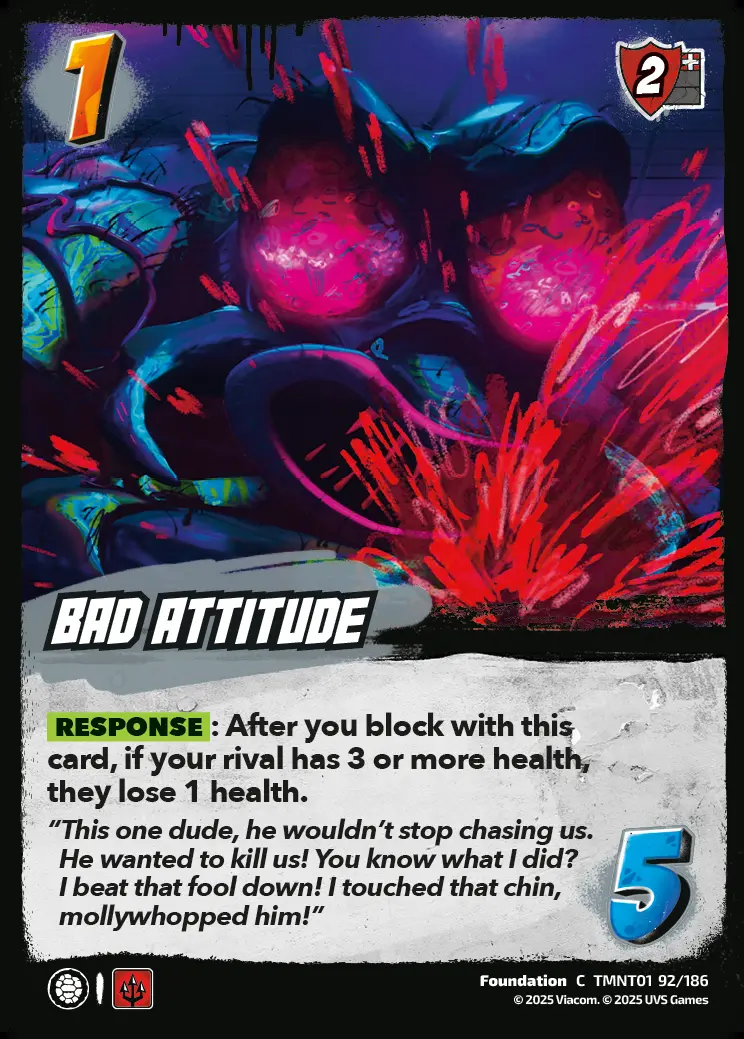 1
2
BAD ATTITUDE
RESPONSE: After you block with this
card, if your rival has 3 or more health,
they lose 1 health.
“This one dude, he wouldn’t stop chasing us.
He wanted to kill us! You know what I did?
I beat that fool down! I touched that chin,
mollywhopped him!”
5
Foundation C TMNT01 92/186
© 2025 Viacom. © 2025 UVS Games